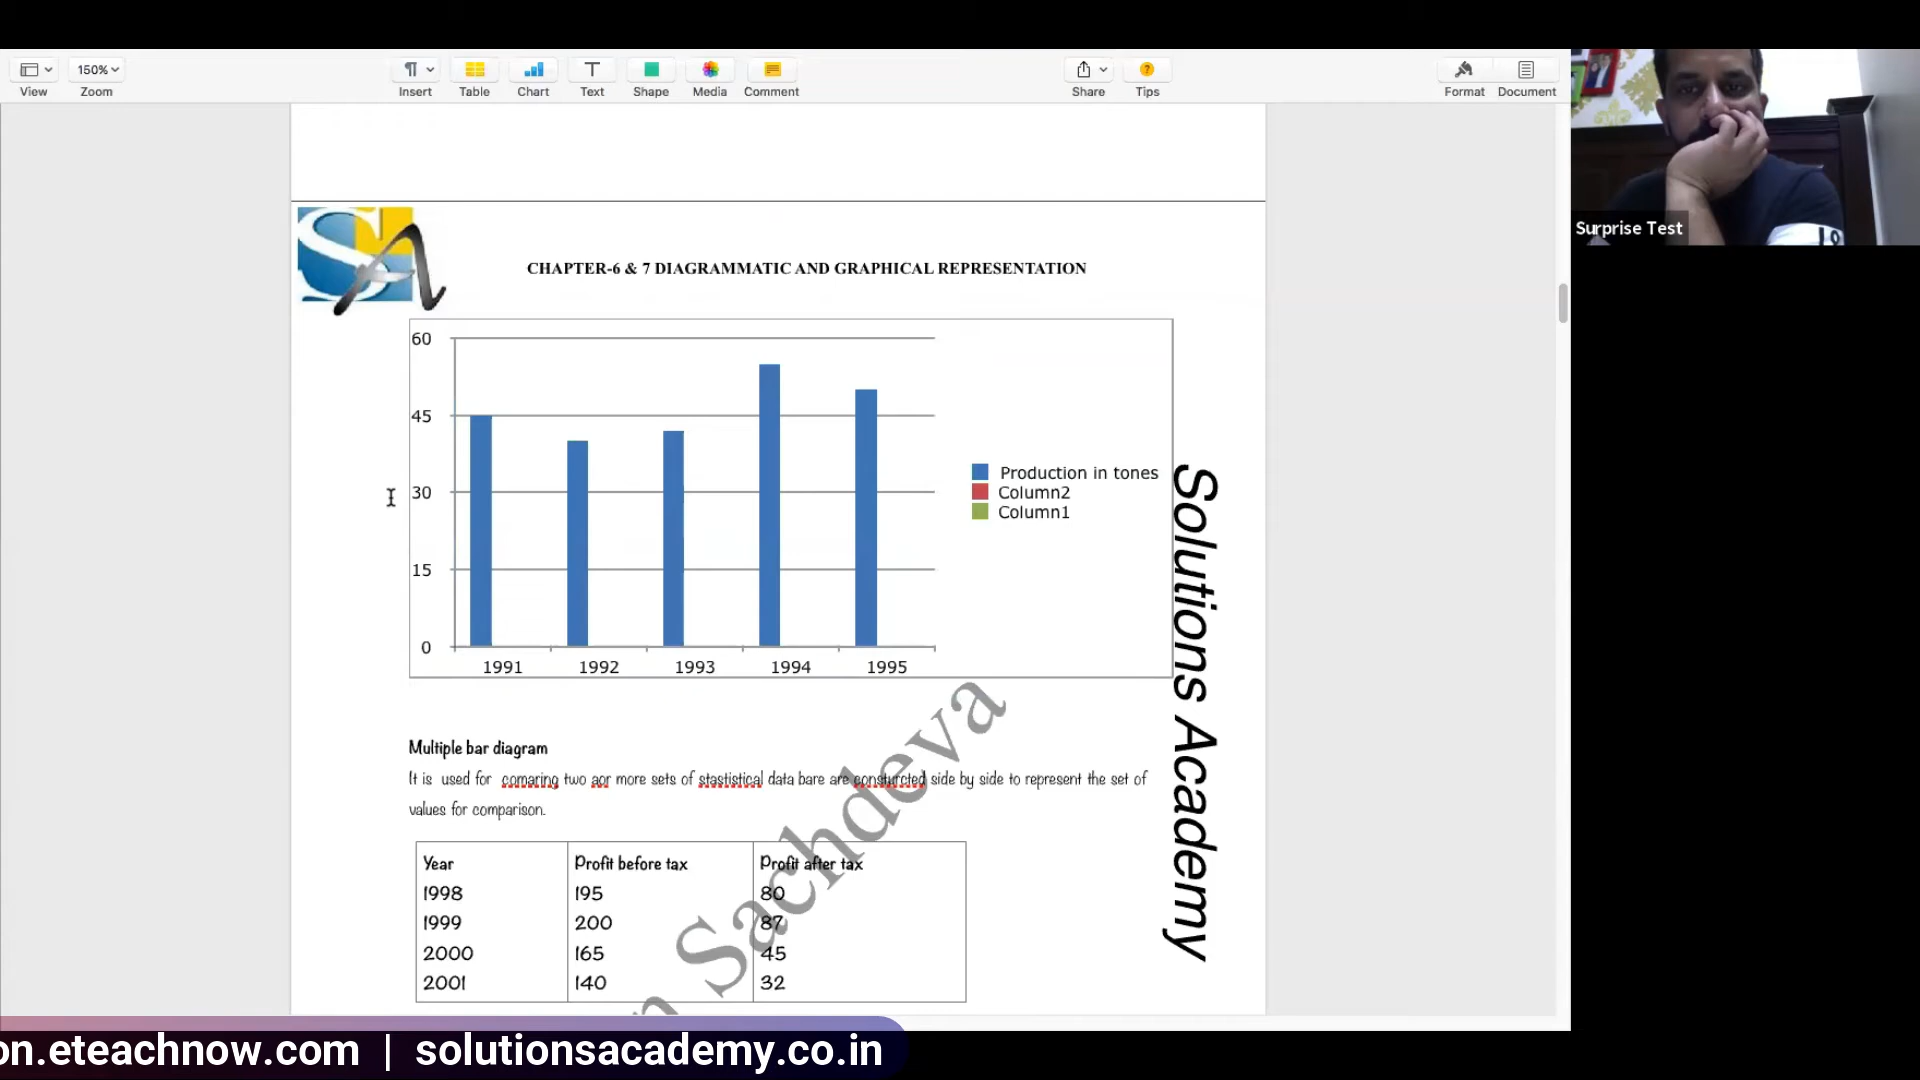 View
150%
Zoom
Insert
Table
Chart
Text
Shape
Media
Comment
Share
Tips
Format
Document
Surprise Test
SA
CHAPTER-6 & 7 DIAGRAMMATIC AND GRAPHICAL REPRESENTATION
60
45
30
15
0
1991 1992 1993 1994 1995
Production in tones
Column2
Column1
Solutions Academy
Multiple bar diagram
It is used for comaring two aor more sets of stastistical data bare are consturcted side by side to represent the set of
values for comparison.
Year Profit before tax Profit after tax
1998 195 80
1999 200 87
2000 165 45
2001 140 32
n Sachdeva
on.eteachnow.com | solutionsacademy.co.in